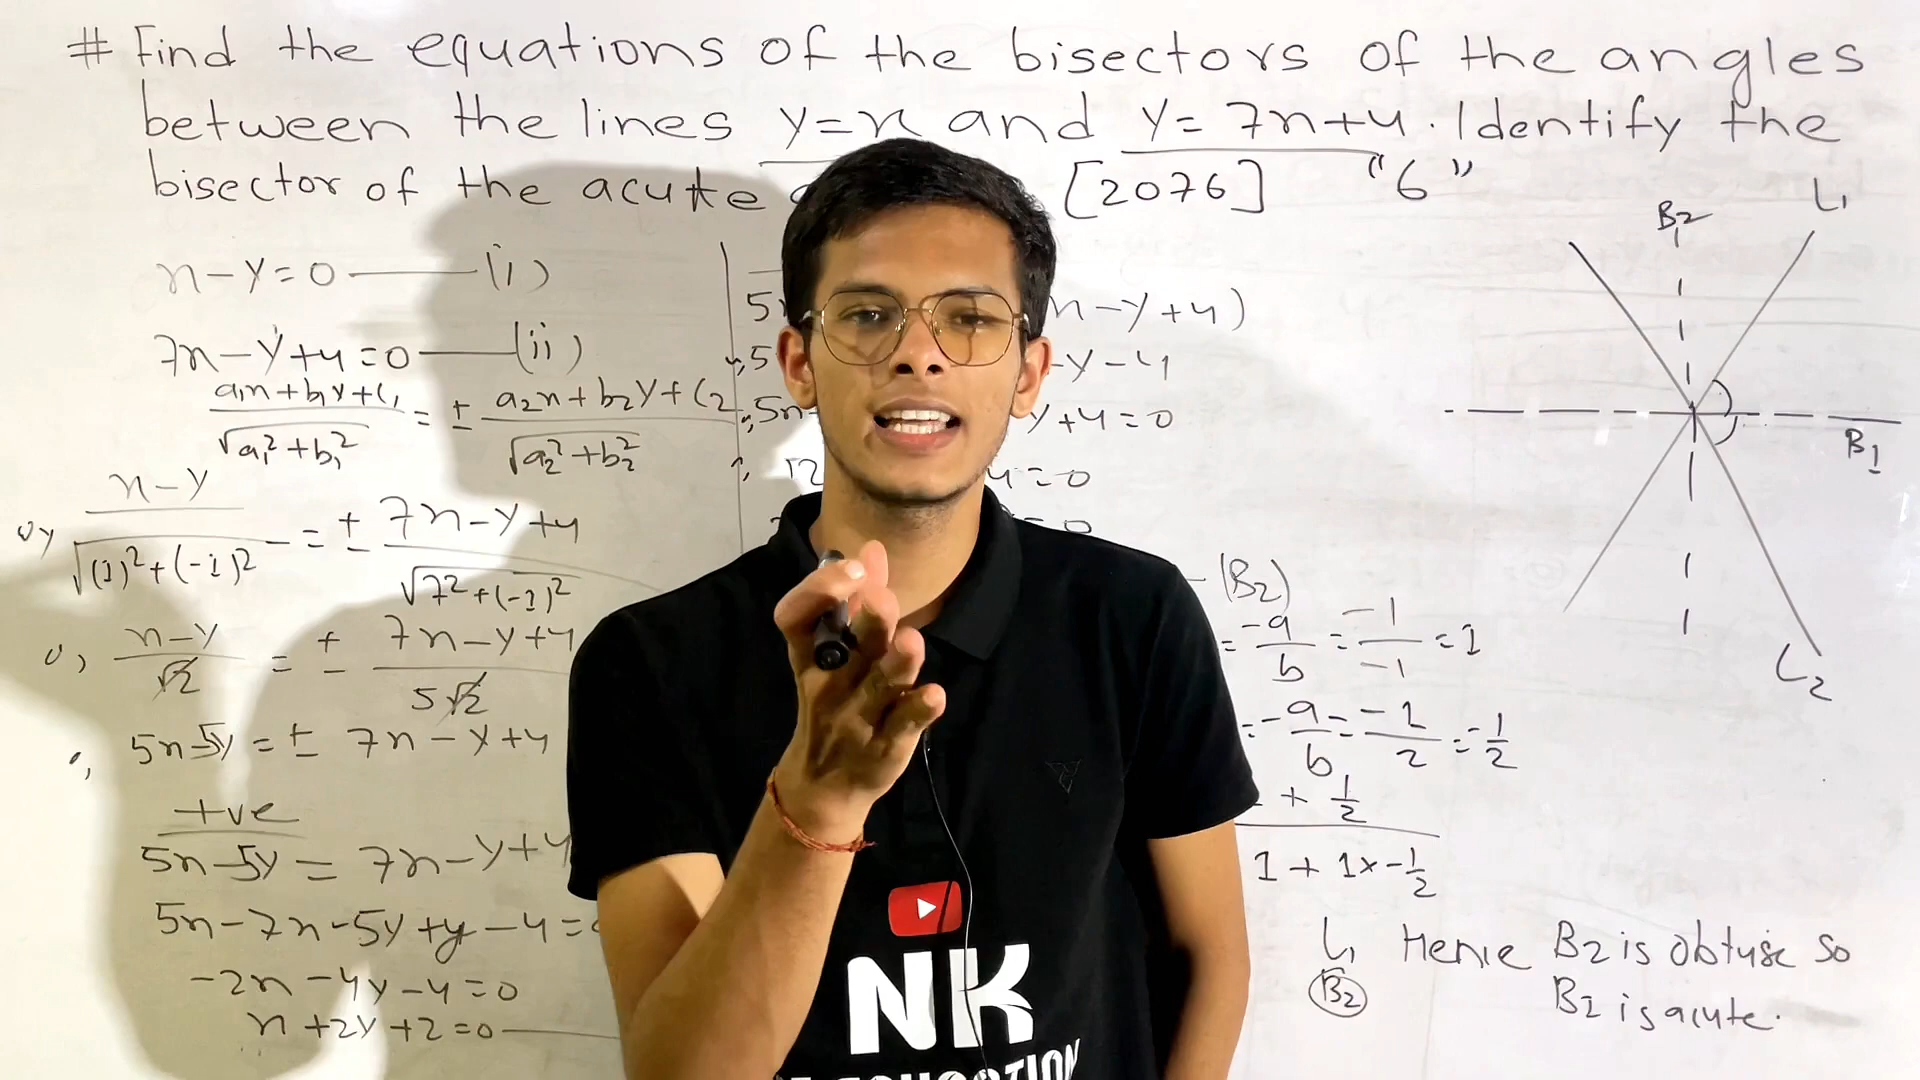 # Find the equations of the bisectors of the angles
between the lines y=x and y= 7x+4. Identify the
bisector of the acute [2076] "6"
x-y=0 — (i)
7x-y+4=0 — (ii)
a₁x+b₁y+c₁ / √a₁²+b₁² = ± a₂x+b₂y+c₂ / √a₂²+b₂²
x-y / √(1)²+(-1)² = ± 7x-y+4 / √7²+(-1)²
x-y / √2 = ± 7x-y+4 / 5√2
5x-5y = ± 7x-y+4
+ve
5x-5y = 7x-y+4
5x-7x-5y+y-4=
-2x-4y-4=0
x+2y+2=0
5
x-y+4)
-y-4
5x y+4=0
12 4=0
=0
(B2)
= -a/b = -1/-1 = 1
= -a/b = -1/2 = -1/2
+ 1/2
1 + 1x-1/2
L1 Hence B2 is obtuse so
B2 B1 is acute.
B2
L1
B1
L2
NK
EDUCATION